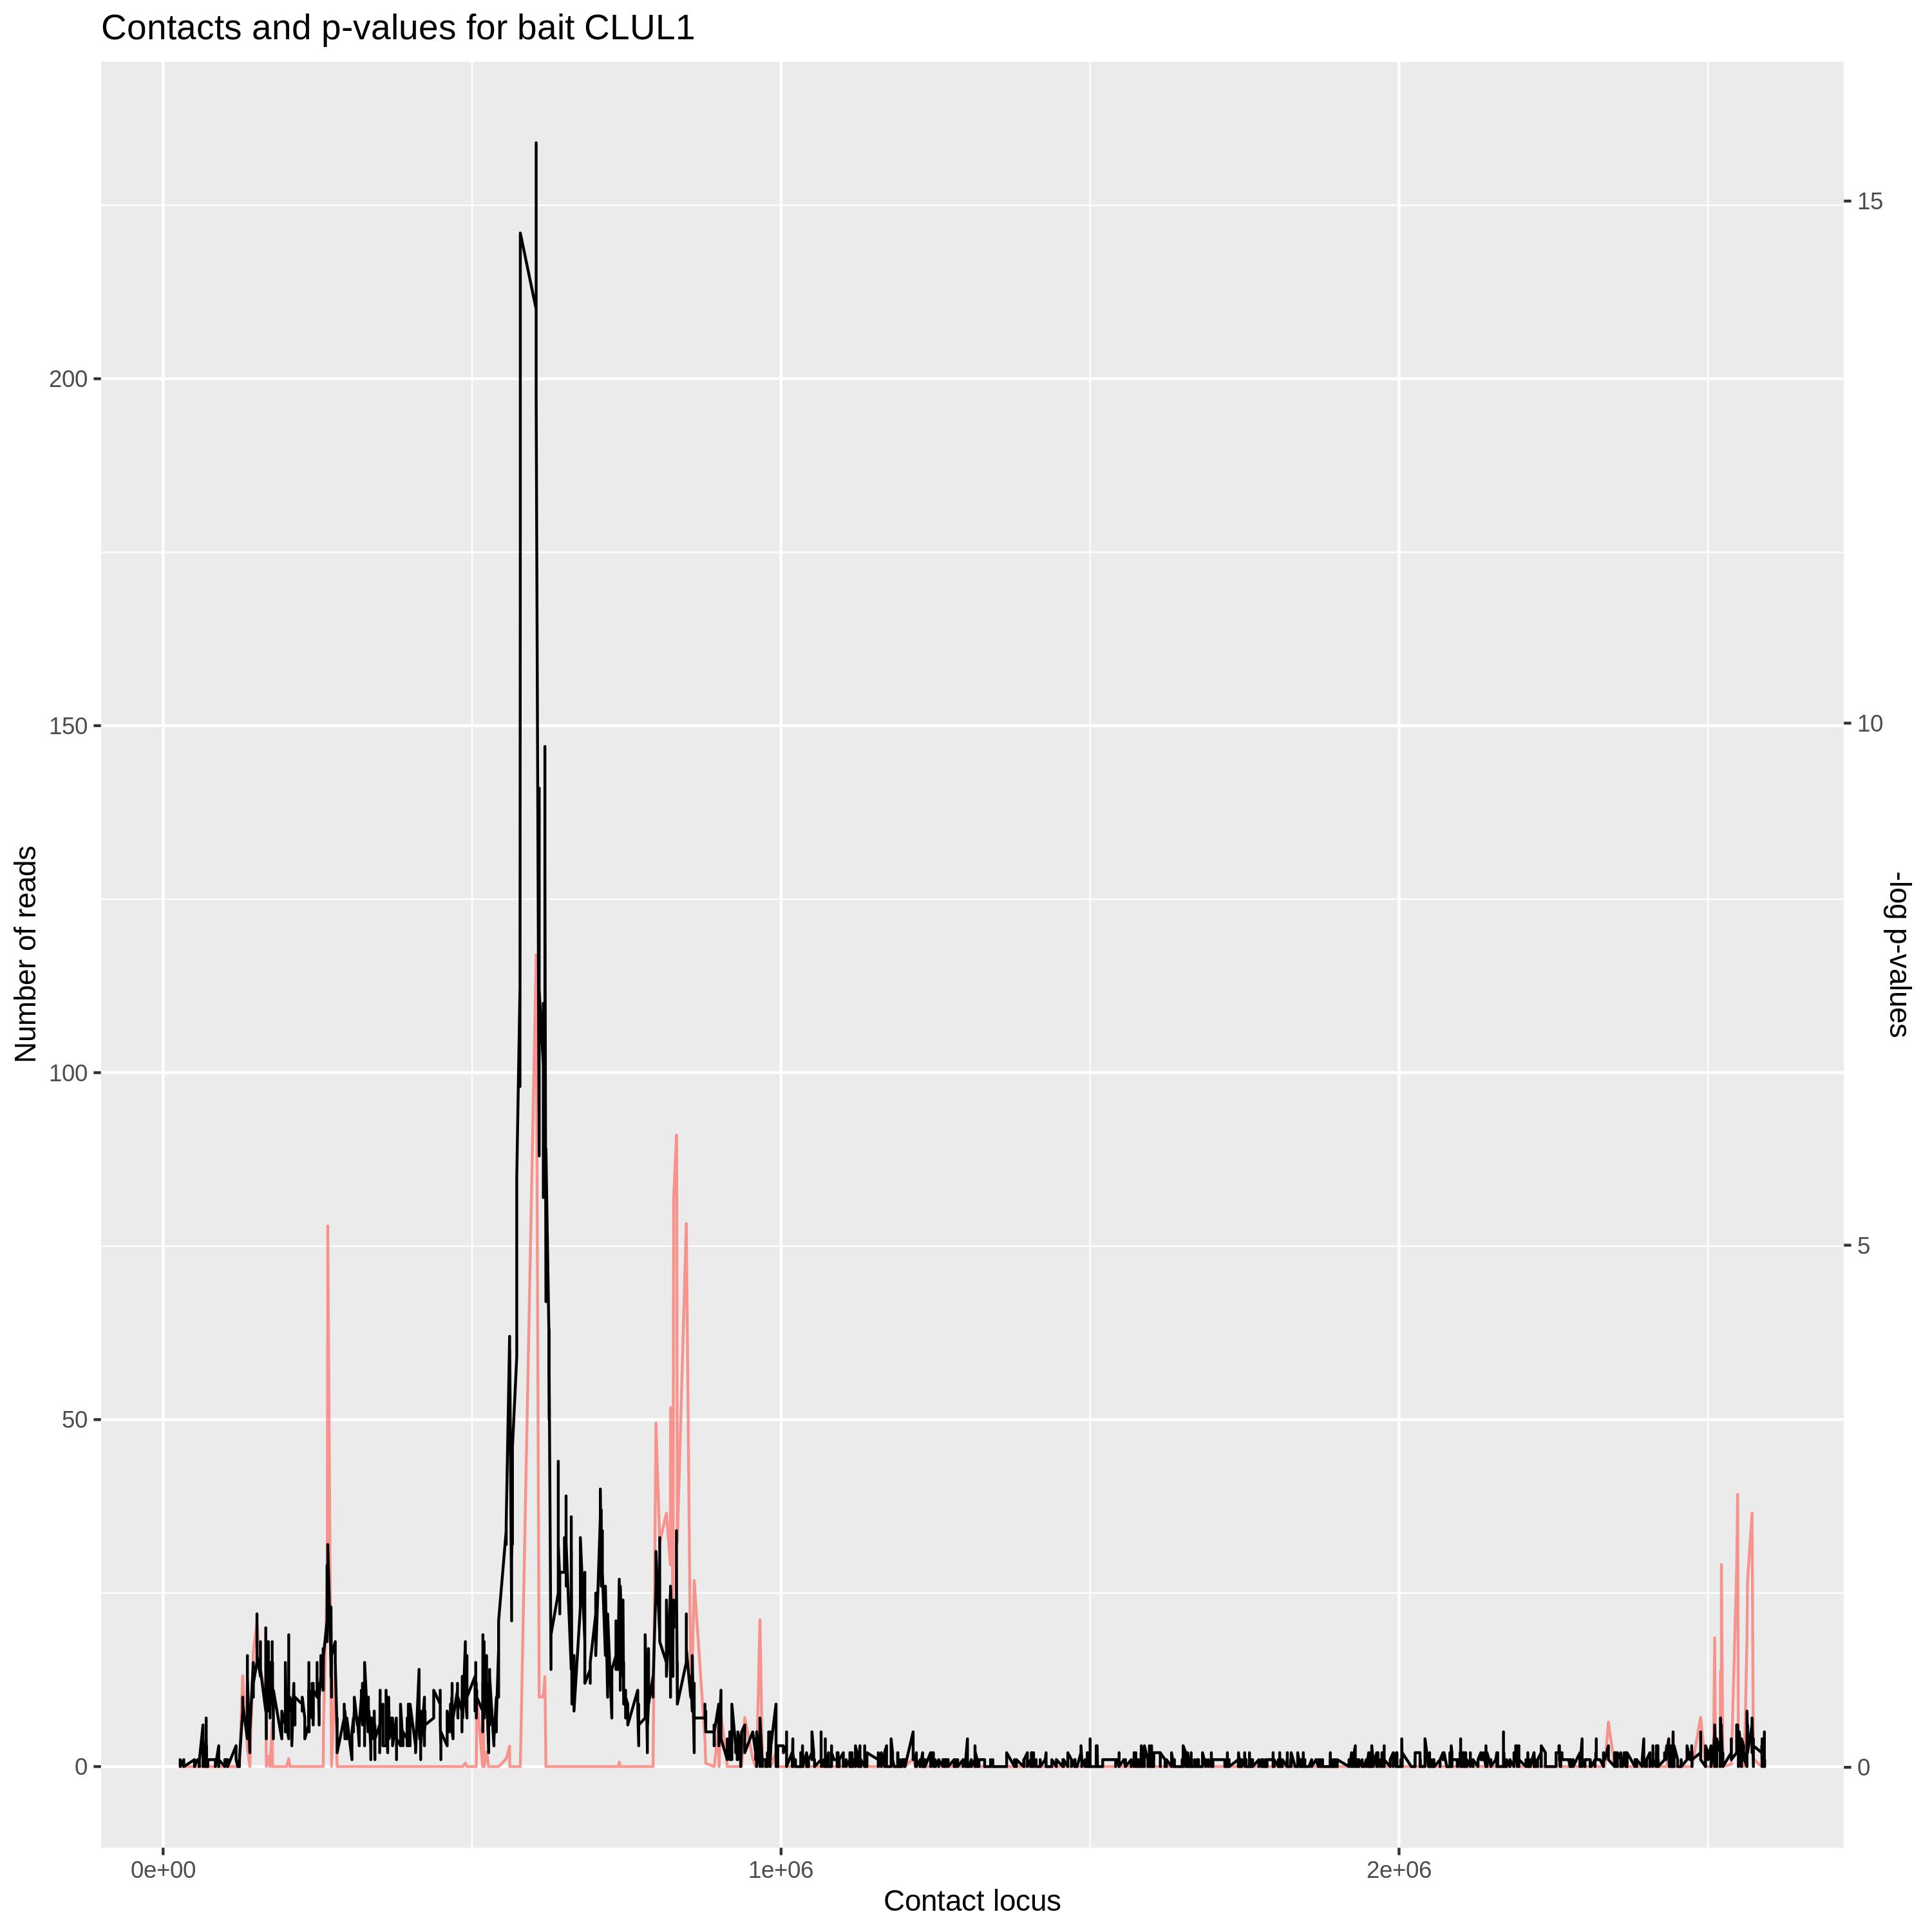 Contacts and p-values for bait CLUL1
Number of reads
200
150
100
50
0
15
10
5
0
-log p-values
0e+00 1e+06 2e+06
Contact locus